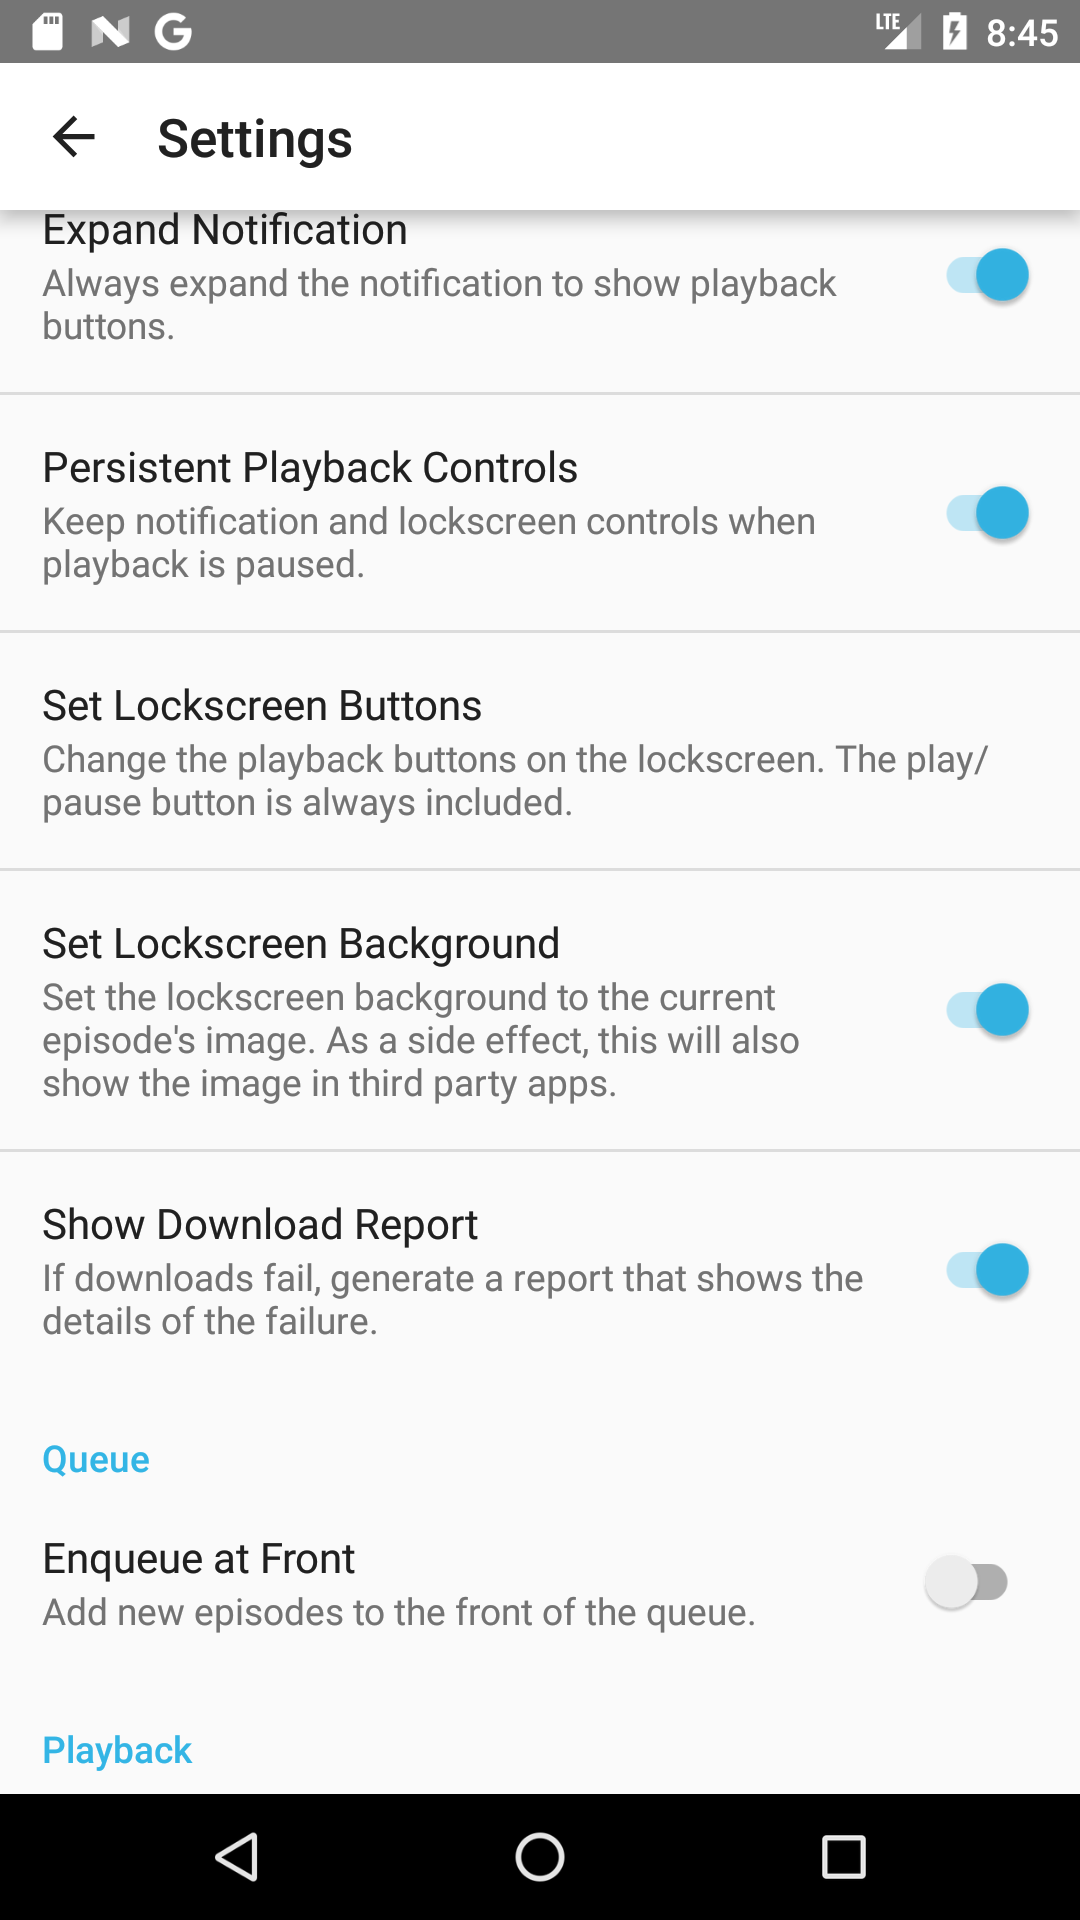 LTE 8:45
Settings
Expand Notification
Always expand the notification to show playback
buttons.
Persistent Playback Controls
Keep notification and lockscreen controls when
playback is paused.
Set Lockscreen Buttons
Change the playback buttons on the lockscreen. The play/
pause button is always included.
Set Lockscreen Background
Set the lockscreen background to the current
episode's image. As a side effect, this will also
show the image in third party apps.
Show Download Report
If downloads fail, generate a report that shows the
details of the failure.
Queue
Enqueue at Front
Add new episodes to the front of the queue.
Playback